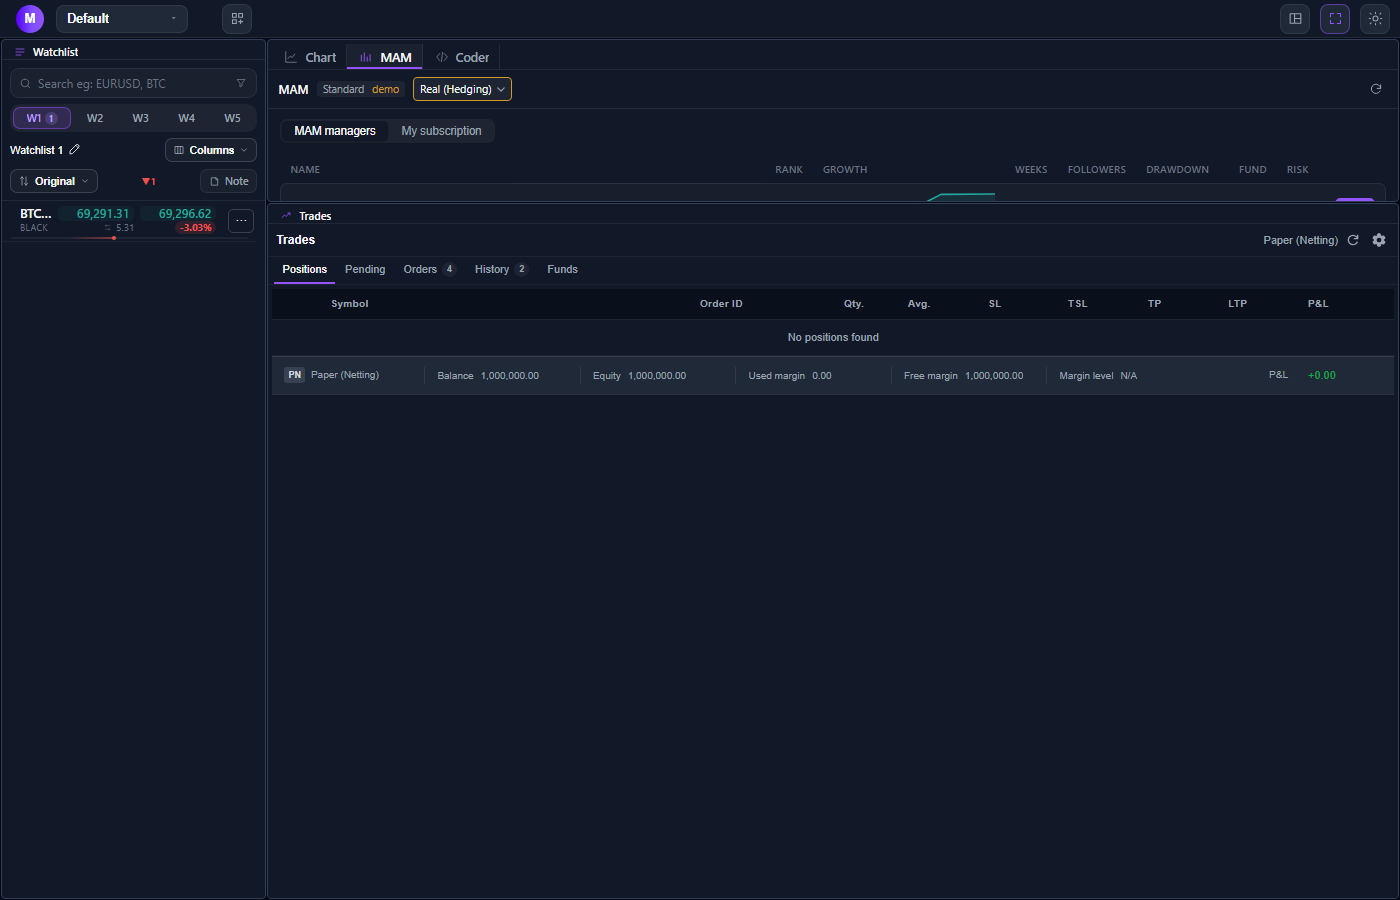 M Default
Watchlist
Search eg: EURUSD, BTC
W1 1 W2 W3 W4 W5
Watchlist 1 Columns
Original ▼1 Note
BTC... 69,291.31 69,296.62 ...
BLACK 5.31 -3.03%
Chart MAM Coder
MAM Standard demo Real (Hedging)
MAM managers My subscription
NAME RANK GROWTH WEEKS FOLLOWERS DRAWDOWN FUND RISK
Trades
Trades Paper (Netting)
Positions Pending Orders 4 History 2 Funds
Symbol Order ID Qty. Avg. SL TSL TP LTP P&L
No positions found
PN Paper (Netting) Balance 1,000,000.00 Equity 1,000,000.00 Used margin 0.00 Free margin 1,000,000.00 Margin level N/A P&L +0.00